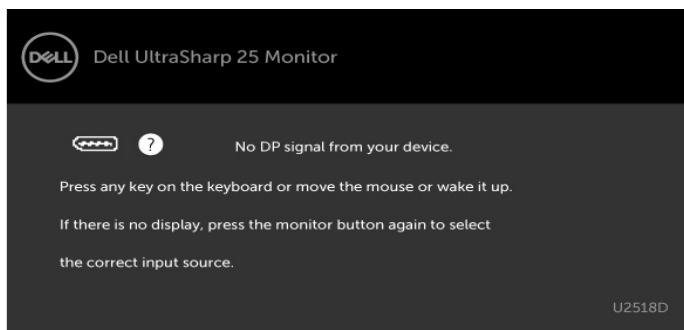 DELL Dell UltraSharp 25 Monitor
? No DP signal from your device.
Press any key on the keyboard or move the mouse or wake it up.
If there is no display, press the monitor button again to select
the correct input source.
U2518D